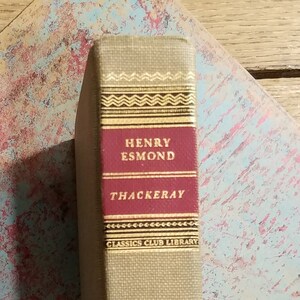 HENRY
ESMOND
THACKERAY
CLASSICS CLUB LIBRARY